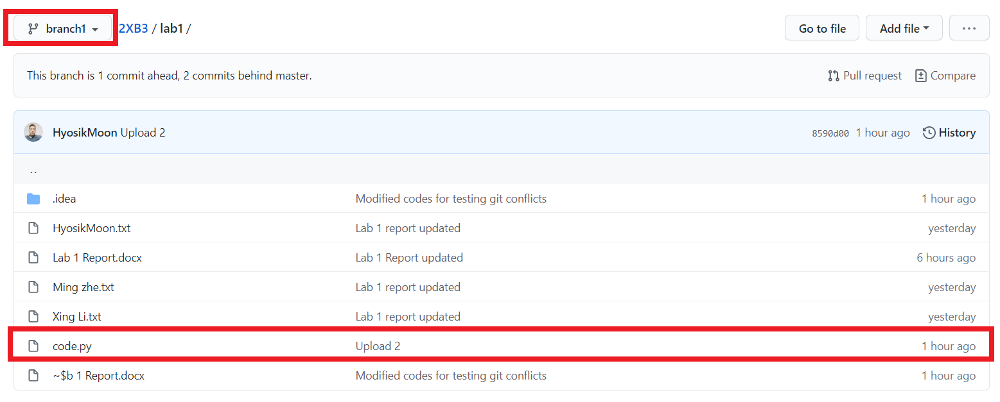 branch1 2XB3 / lab1 / Go to file Add file ...
This branch is 1 commit ahead, 2 commits behind master. Pull request Compare
HyosikMoon Upload 2 8590d00 1 hour ago History
..
.idea Modified codes for testing git conflicts 1 hour ago
HyosikMoon.txt Lab 1 report updated yesterday
Lab 1 Report.docx Lab 1 Report updated 6 hours ago
Ming zhe.txt Lab 1 report updated yesterday
Xing Li.txt Lab 1 report updated yesterday
code.py Upload 2 1 hour ago
~$b 1 Report.docx Modified codes for testing git conflicts 1 hour ago